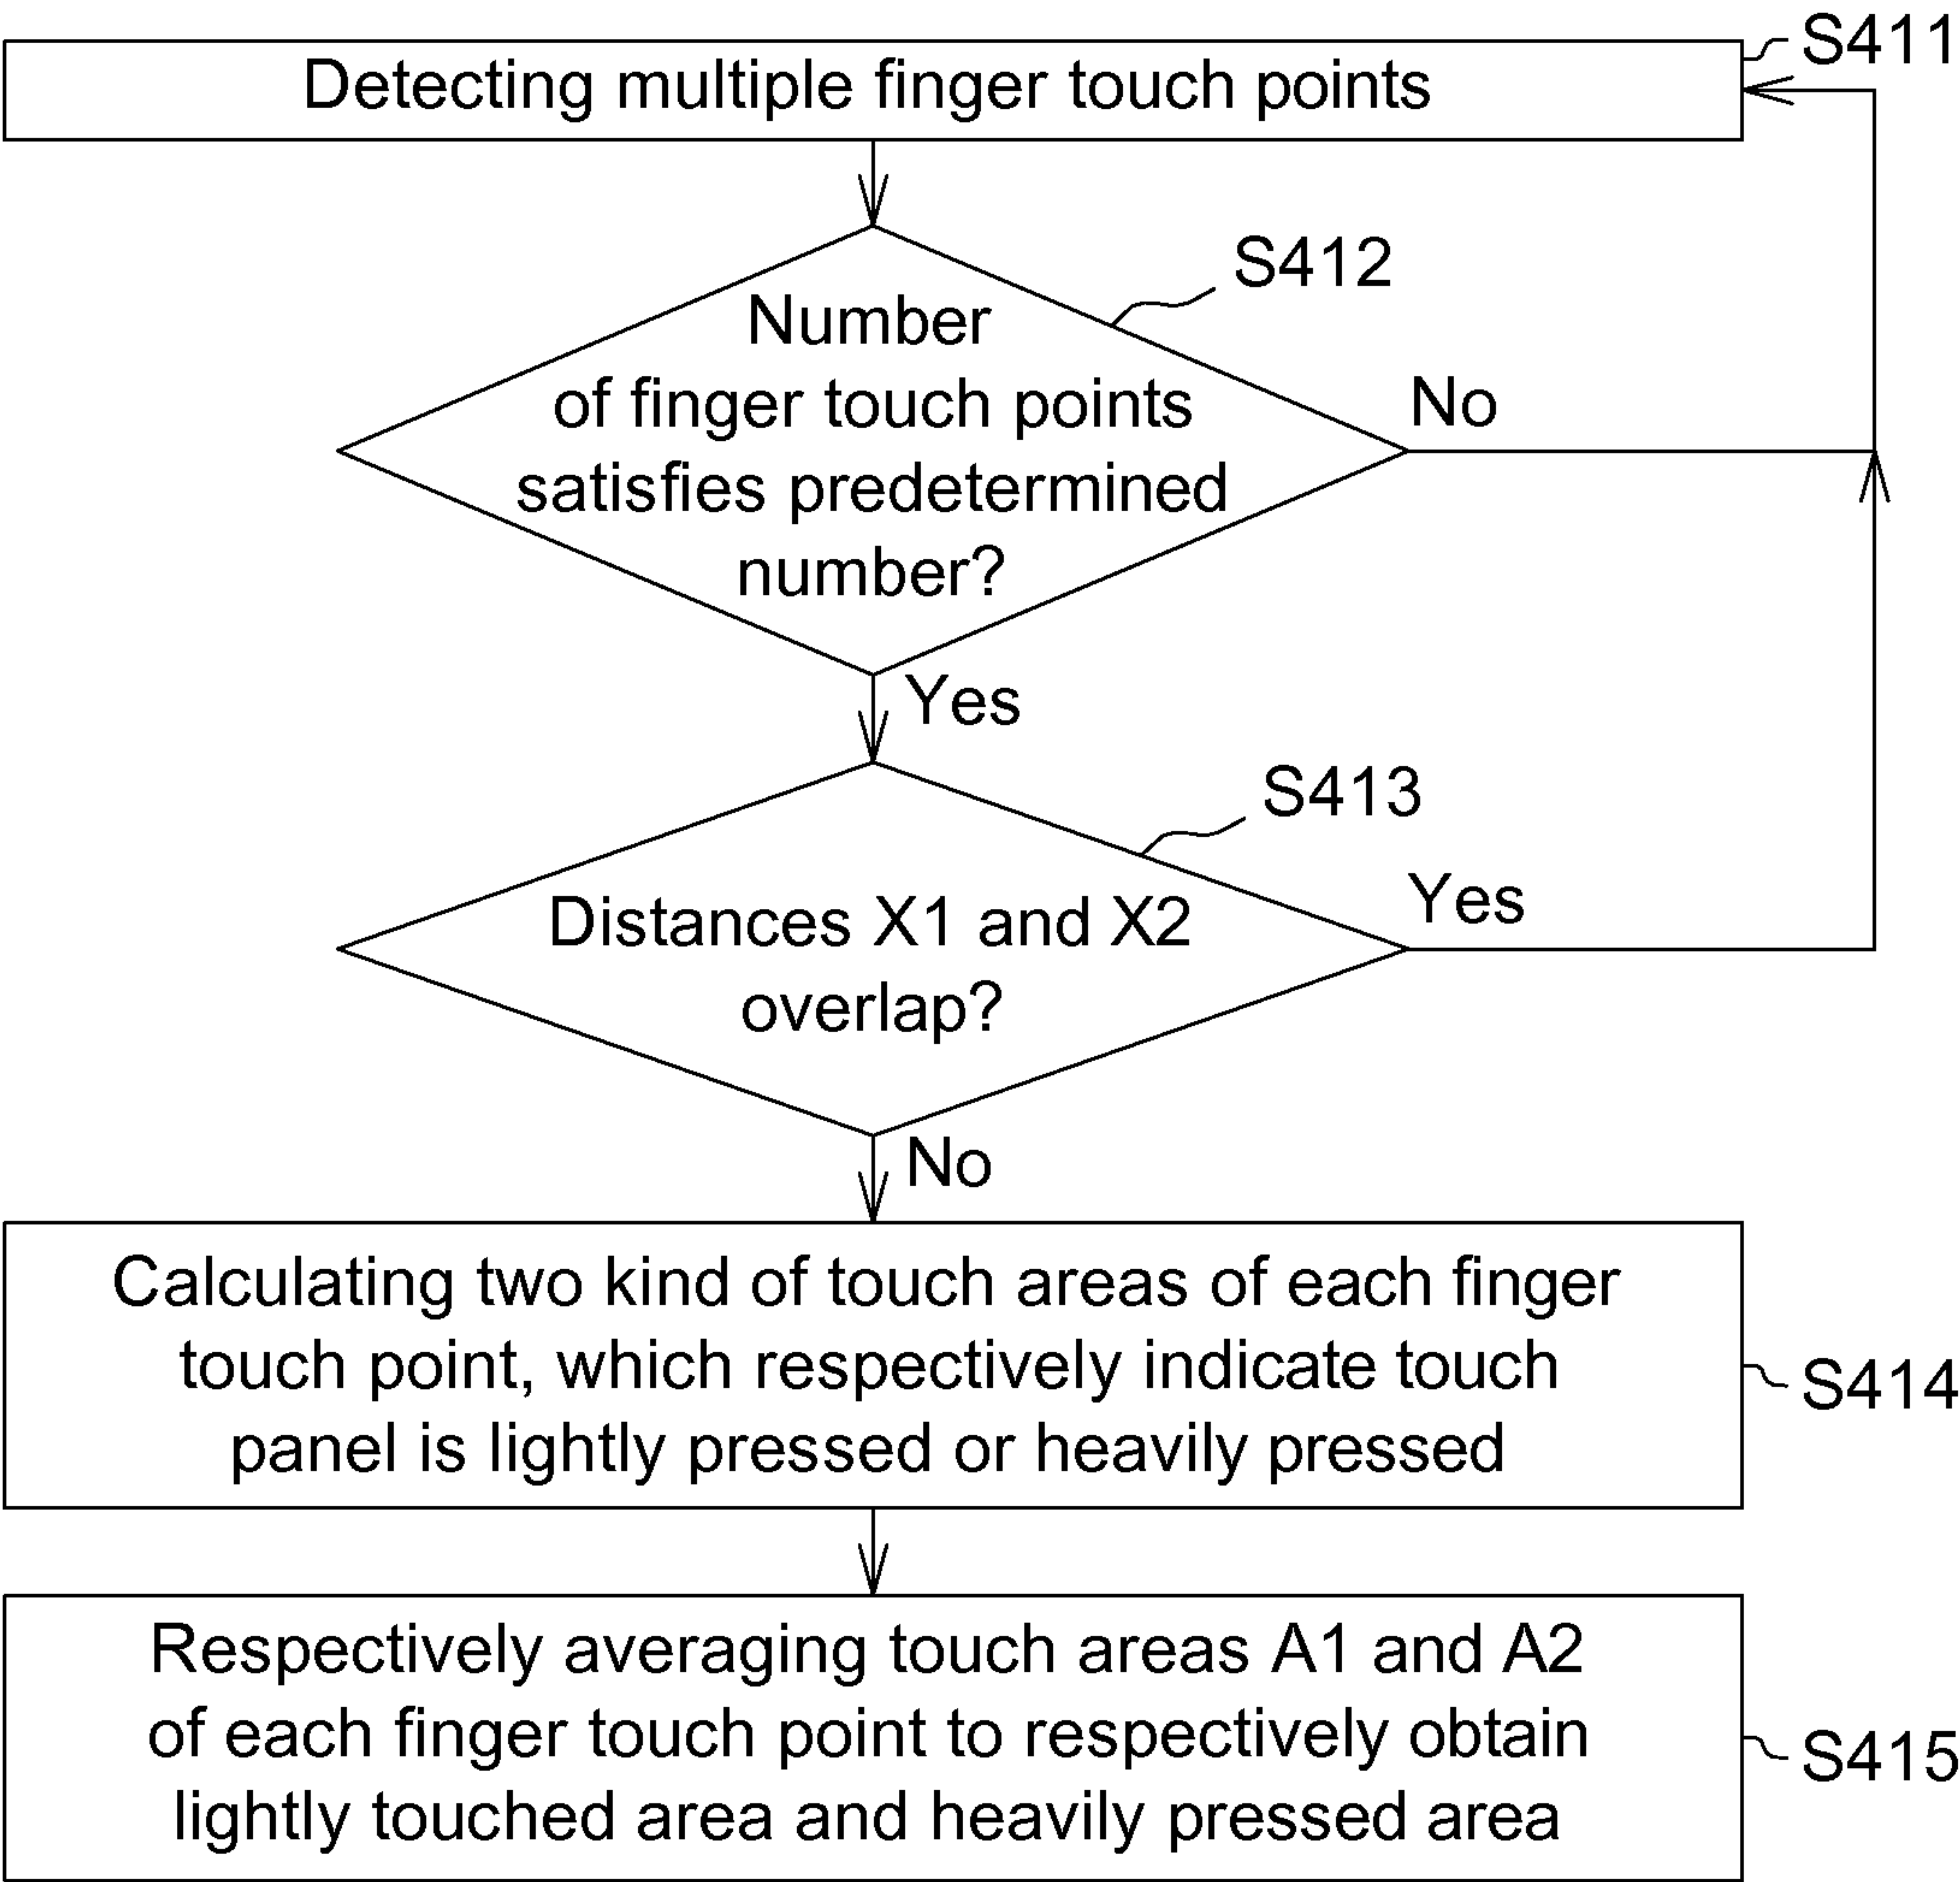 S411
Detecting multiple finger touch points
S412
Number
of finger touch points
satisfies predetermined
number?
No
Yes
S413
Distances X1 and X2
overlap?
Yes
No
Calculating two kind of touch areas of each finger
touch point, which respectively indicate touch
panel is lightly pressed or heavily pressed
S414
Respectively averaging touch areas A1 and A2
of each finger touch point to respectively obtain
lightly touched area and heavily pressed area
S415